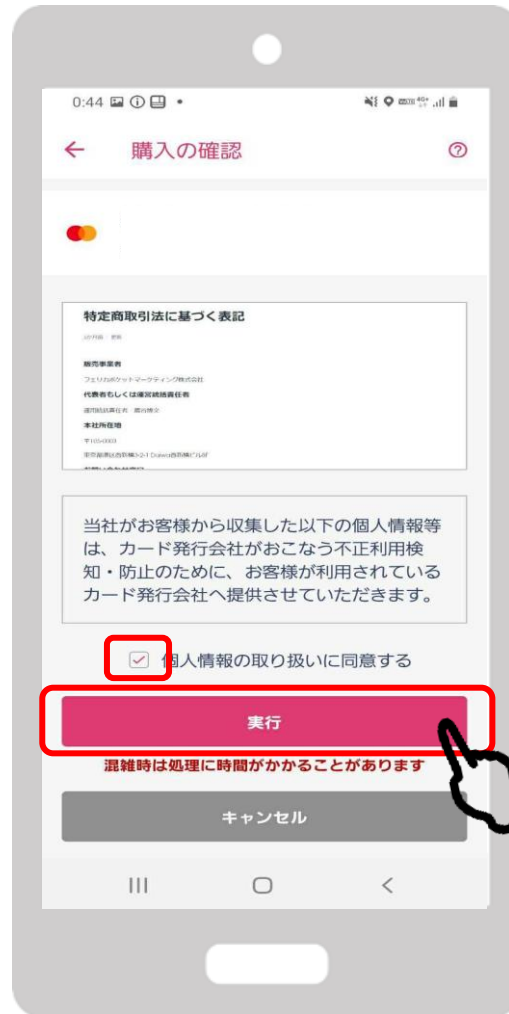 0:44
購入の確認
特定商取引法に基づく表記
販売事業者
フェリカポケットマーケティング株式会社
代表者もしくは運営統括責任者
本社所在地
〒105-0003
当社がお客様から収集した以下の個人情報等
は、カード発行会社がおこなう不正利用検
知・防止のために、お客様が利用されている
カード発行会社へ提供させていただきます。
個人情報の取り扱いに同意する
実行
混雑時は処理に時間がかかることがあります
キャンセル